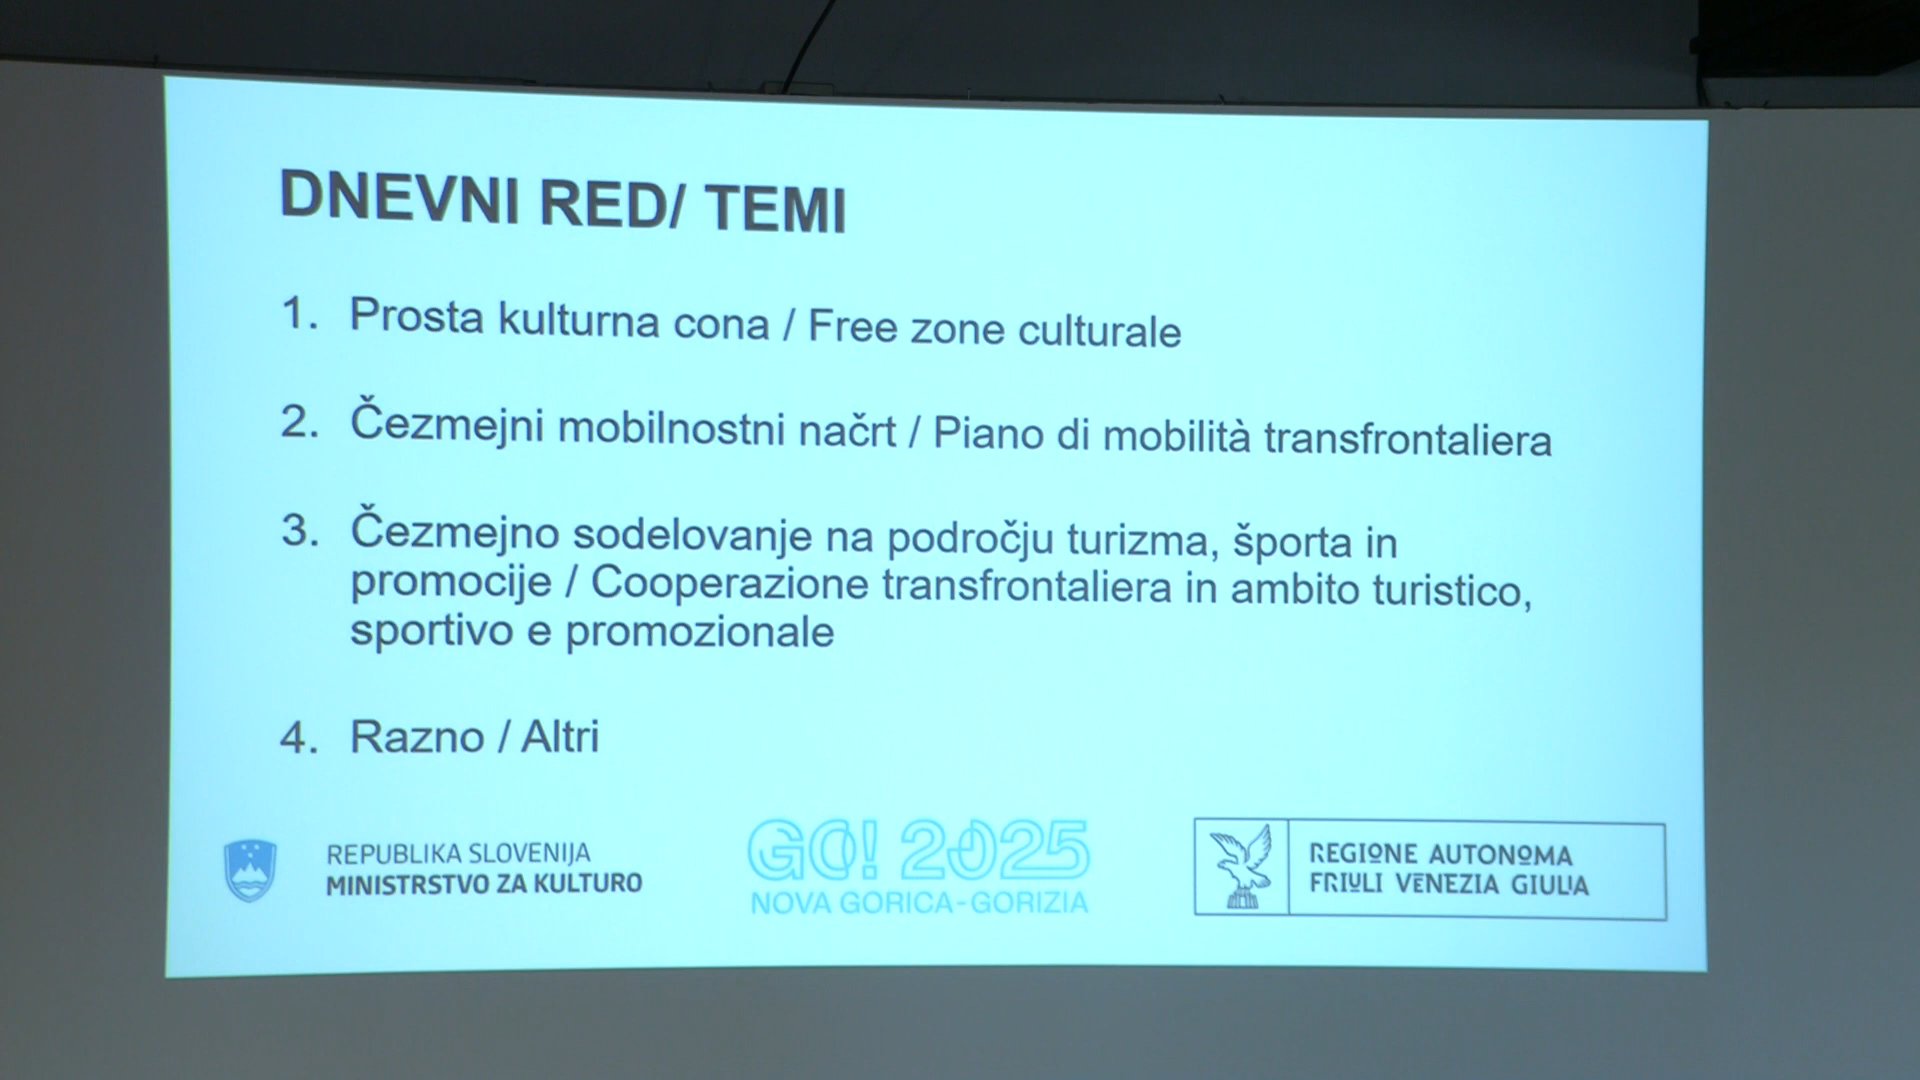 DNEVNI RED/ TEMI
1. Prosta kulturna cona / Free zone culturale
2. Čezmejni mobilnostni načrt / Piano di mobilità transfrontaliera
3. Čezmejno sodelovanje na področju turizma, športa in
promocije / Cooperazione transfrontaliera in ambito turistico,
sportivo e promozionale
4. Razno / Altri
REPUBLIKA SLOVENIJA
MINISTRSTVO ZA KULTURO
GO! 2025
NOVA GORICA-GORIZIA
REGIONE AUTONOMA
FRIULI VENEZIA GIULIA